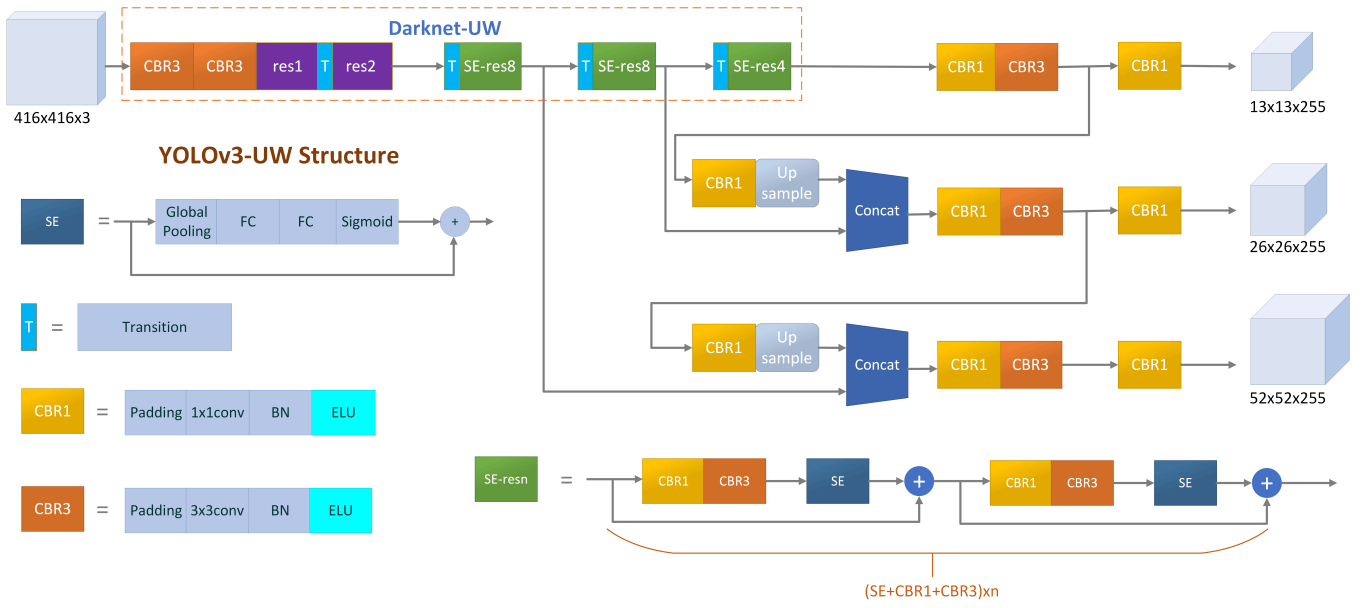 Darknet-UW
416x416x3
CBR3 CBR3 res1 T res2 T SE-res8 T SE-res8 T SE-res4 CBR1 CBR3 CBR1
13x13x255
YOLOv3-UW Structure
CBR1 Up sample Concat CBR1 CBR3 CBR1
26x26x255
SE = Global Pooling FC FC Sigmoid +
T = Transition
CBR1 Up sample Concat CBR1 CBR3 CBR1
52x52x255
CBR1 = Padding 1x1conv BN ELU
CBR3 = Padding 3x3conv BN ELU
SE-resn = CBR1 CBR3 SE + CBR1 CBR3 SE +
(SE+CBR1+CBR3)xn